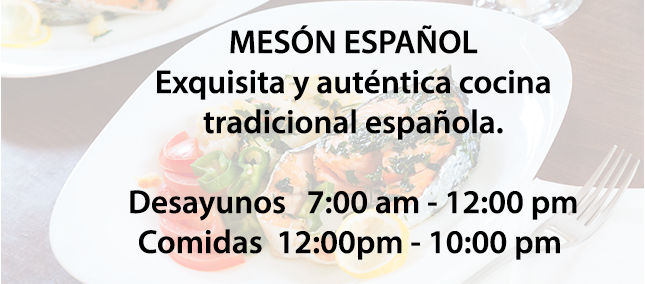 MESÓN ESPAÑOL
Exquisita y auténtica cocina
tradicional española.
Desayunos 7:00 am - 12:00 pm
Comidas 12:00pm - 10:00 pm